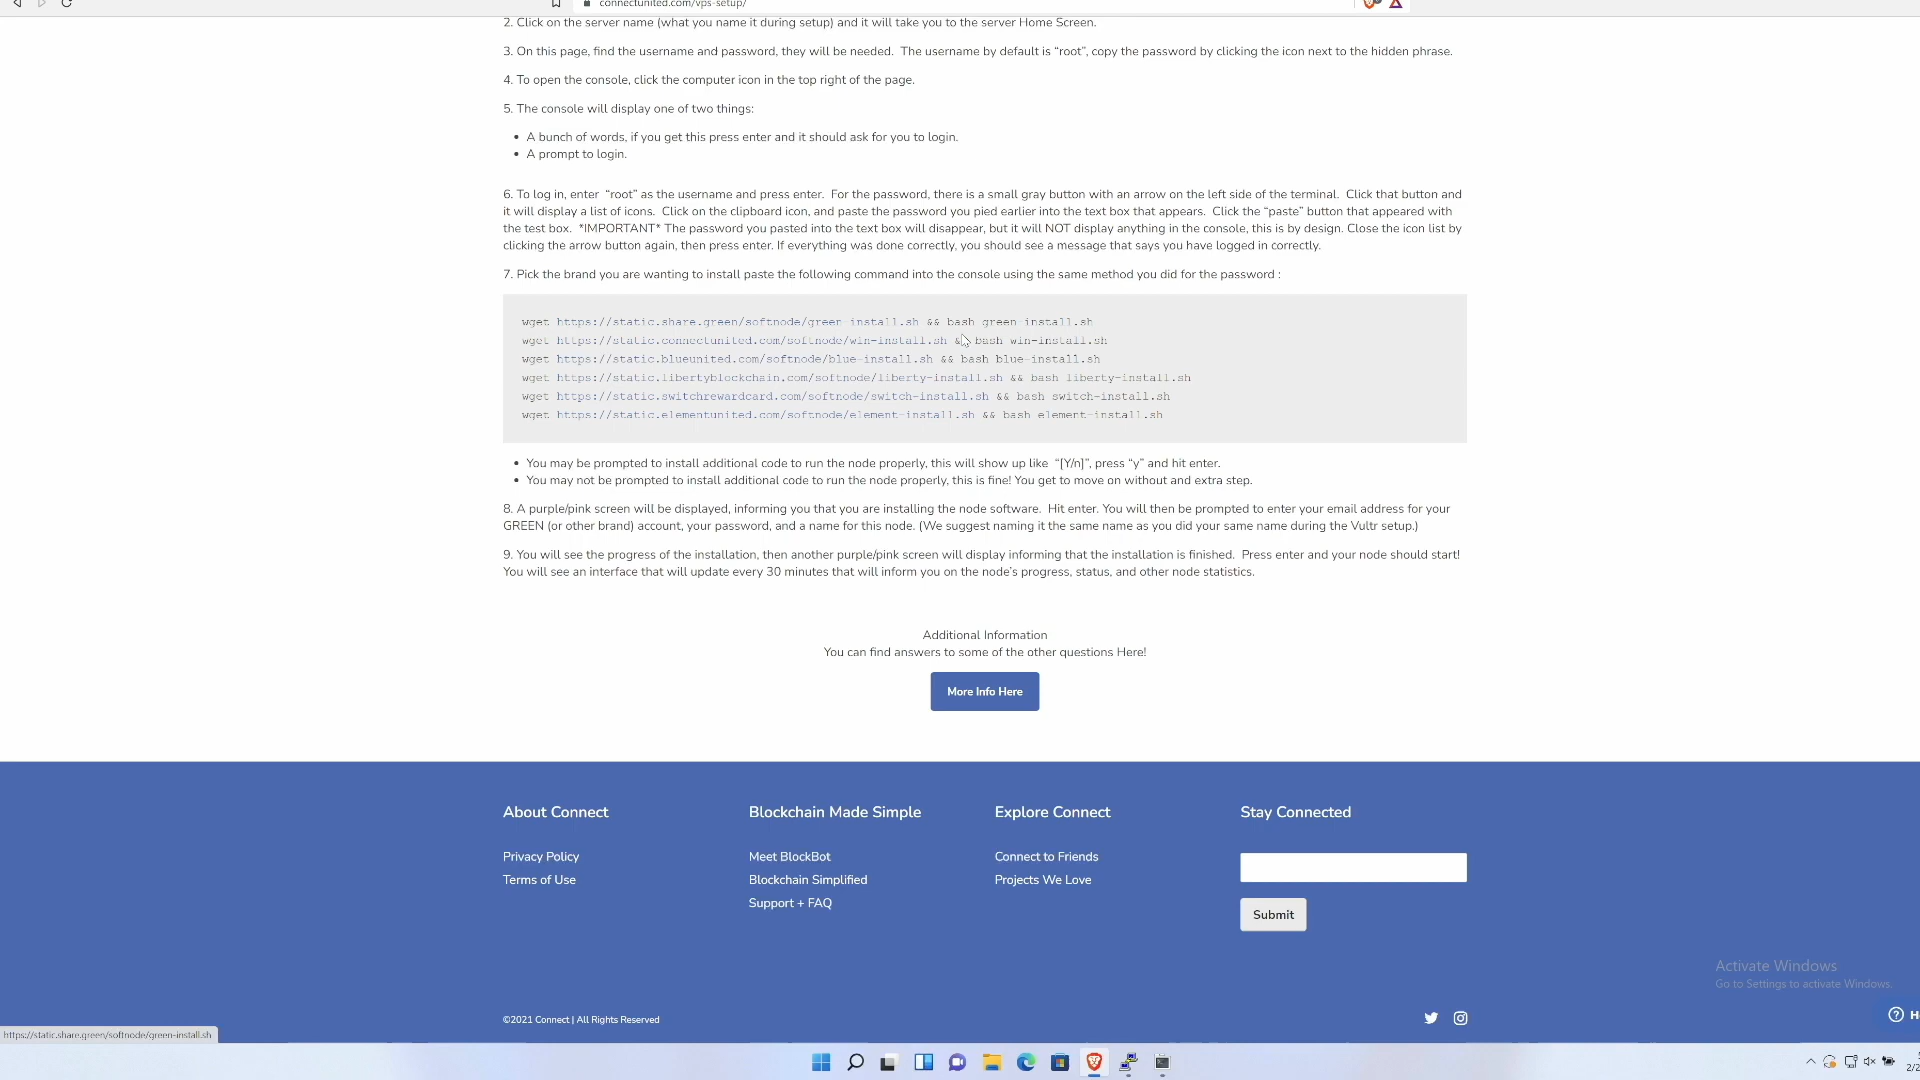 connectunited.com/vps-setup/
2. Click on the server name (what you name it during setup) and it will take you to the server Home Screen.
3. On this page, find the username and password, they will be needed.  The username by default is “root”, copy the password by clicking the icon next to the hidden phrase.
4. To open the console, click the computer icon in the top right of the page.
5. The console will display one of two things:
• A bunch of words, if you get this press enter and it should ask for you to login.
• A prompt to login.
6. To log in, enter  “root” as the username and press enter.  For the password, there is a small gray button with an arrow on the left side of the terminal.  Click that button and
it will display a list of icons.  Click on the clipboard icon, and paste the password you pied earlier into the text box that appears.  Click the “paste” button that appeared with
the test box.  *IMPORTANT* The password you pasted into the text box will disappear, but it will NOT display anything in the console, this is by design. Close the icon list by
clicking the arrow button again, then press enter. If everything was done correctly, you should see a message that says you have logged in correctly.
7. Pick the brand you are wanting to install paste the following command into the console using the same method you did for the password :
wget https://static.share.green/softnode/green-install.sh && bash green-install.sh
wget https://static.connectunited.com/softnode/win-install.sh && bash win-install.sh
wget https://static.blueunited.com/softnode/blue-install.sh && bash blue-install.sh
wget https://static.libertyblockchain.com/softnode/liberty-install.sh && bash liberty-install.sh
wget https://static.switchrewardcard.com/softnode/switch-install.sh && bash switch-install.sh
wget https://static.elementunited.com/softnode/element-install.sh && bash element-install.sh
• You may be prompted to install additional code to run the node properly, this will show up like  “[Y/n]”, press “y” and hit enter.
• You may not be prompted to install additional code to run the node properly, this is fine! You get to move on without and extra step.
8. A purple/pink screen will be displayed, informing you that you are installing the node software.  Hit enter. You will then be prompted to enter your email address for your
GREEN (or other brand) account, your password, and a name for this node. (We suggest naming it the same name as you did your same name during the Vultr setup.)
9. You will see the progress of the installation, then another purple/pink screen will display informing that the installation is finished.  Press enter and your node should start!
You will see an interface that will update every 30 minutes that will inform you on the node’s progress, status, and other node statistics.
Additional Information
You can find answers to some of the other questions Here!
More Info Here
About Connect
Privacy Policy
Terms of Use
Blockchain Made Simple
Meet BlockBot
Blockchain Simplified
Support + FAQ
Explore Connect
Connect to Friends
Projects We Love
Stay Connected
Submit
Activate Windows
Go to Settings to activate Windows.
©2021 Connect | All Rights Reserved
https://static.share.green/softnode/green-install.sh